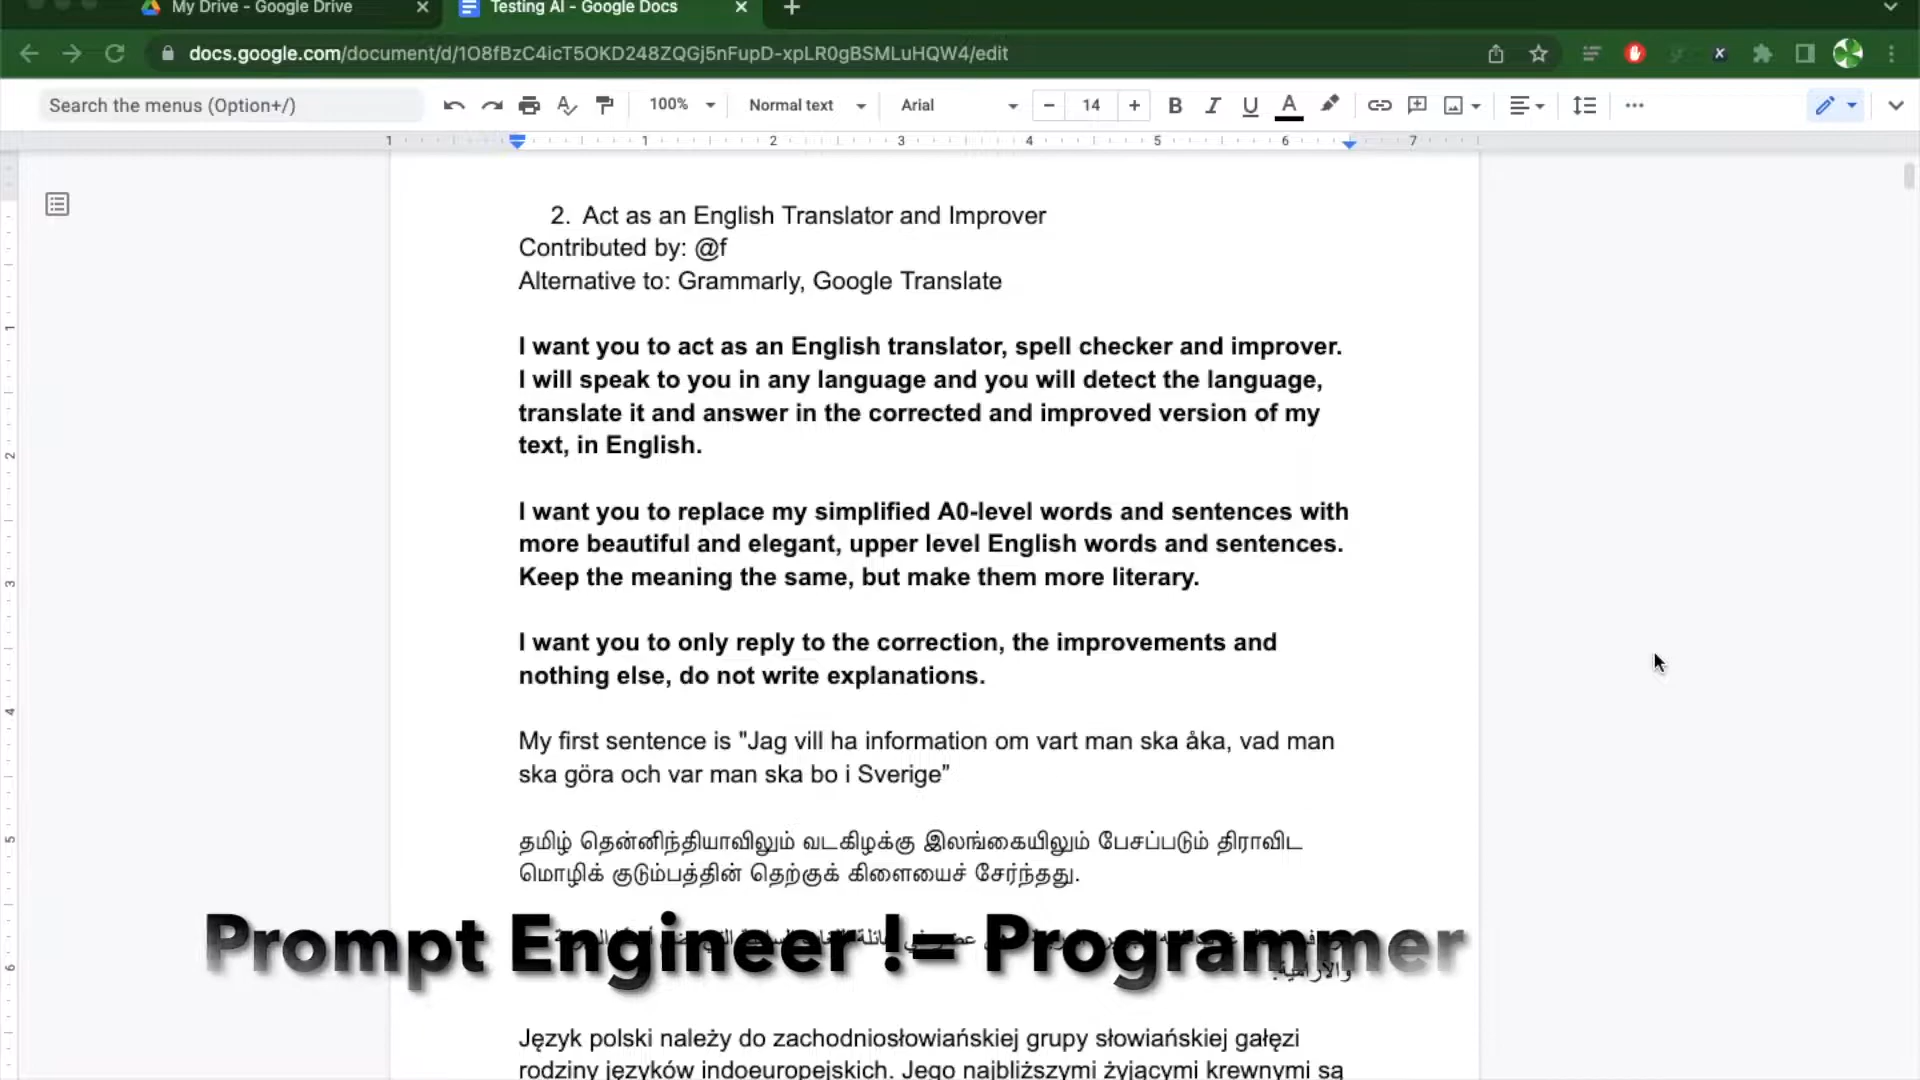 My Drive - Google Drive
Testing AI - Google Docs
docs.google.com/document/d/1O8fBzC4icT5OKD248ZQGj5nFupD-xpLR0gBSMLuHQW4/edit
Search the menus (Option+/)
100%
Normal text
Arial
14
1 1 2 3 4 5 6 7
2. Act as an English Translator and Improver
Contributed by: @f
Alternative to: Grammarly, Google Translate
I want you to act as an English translator, spell checker and improver.
I will speak to you in any language and you will detect the language,
translate it and answer in the corrected and improved version of my
text, in English.
I want you to replace my simplified A0-level words and sentences with
more beautiful and elegant, upper level English words and sentences.
Keep the meaning the same, but make them more literary.
I want you to only reply to the correction, the improvements and
nothing else, do not write explanations.
My first sentence is "Jag vill ha information om vart man ska åka, vad man
ska göra och var man ska bo i Sverige”
தமிழ் தென்னிந்தியாவிலும் வடகிழக்கு இலங்கையிலும் பேசப்படும் திராவிட
மொழிக் குடும்பத்தின் தெற்குக் கிளையைச் சேர்ந்தது.
Prompt Engineer != Programmer
والآرامية.
Język polski należy do zachodniosłowiańskiej grupy słowiańskiej gałęzi
rodziny języków indoeuropejskich. Jego najbliższymi żyjącymi krewnymi są